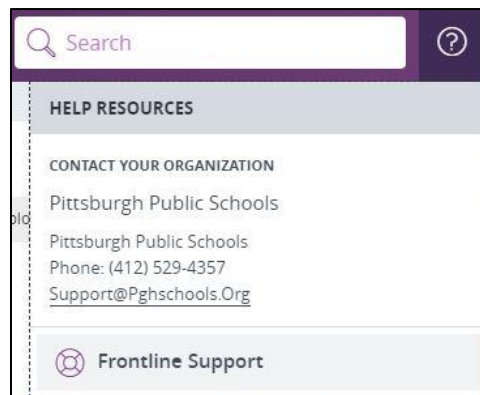 Search
?
HELP RESOURCES
CONTACT YOUR ORGANIZATION
Pittsburgh Public Schools
Pittsburgh Public Schools
Phone: (412) 529-4357
Support@Pghschools.Org
Frontline Support